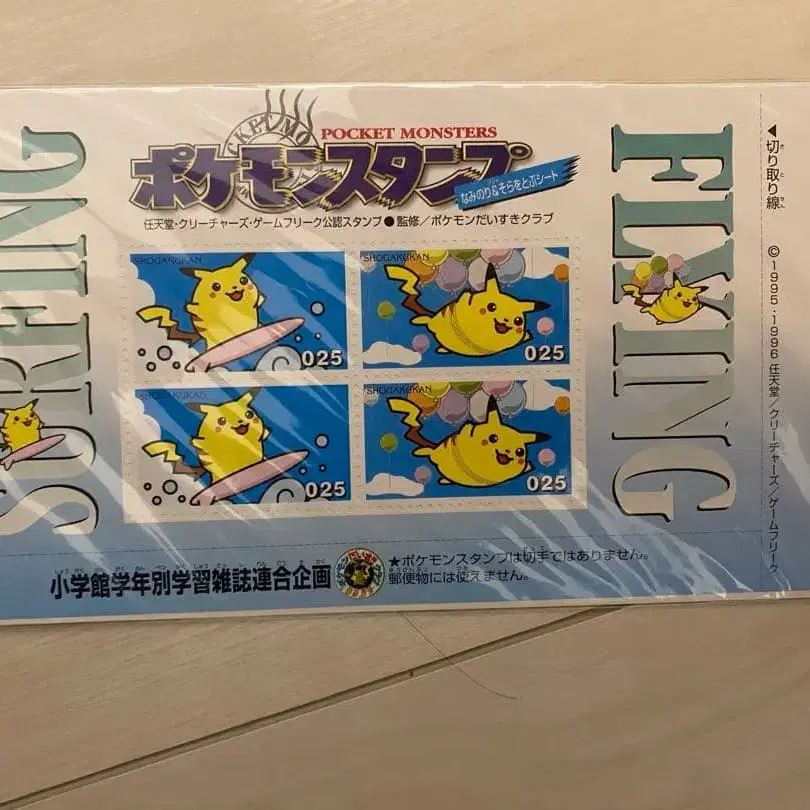 SURFING
POCKET MONSTERS
ポケモンスタンプ
なみのり&そらをとぶシート
任天堂・クリーチャーズ・ゲームフリーク公認スタンプ●監修/ポケモンだいすきクラブ
SHOGAKUKAN
025
SHOGAKUKAN
025
SHOGAKUKAN
025
SHOGAKUKAN
025
FLYING
◀切り取り線
©1995・1996 任天堂/クリーチャーズ/ゲームフリーク
小学館学年別学習雑誌連合企画
★ポケモンスタンプは切手ではありません。
郵便物には使えません。